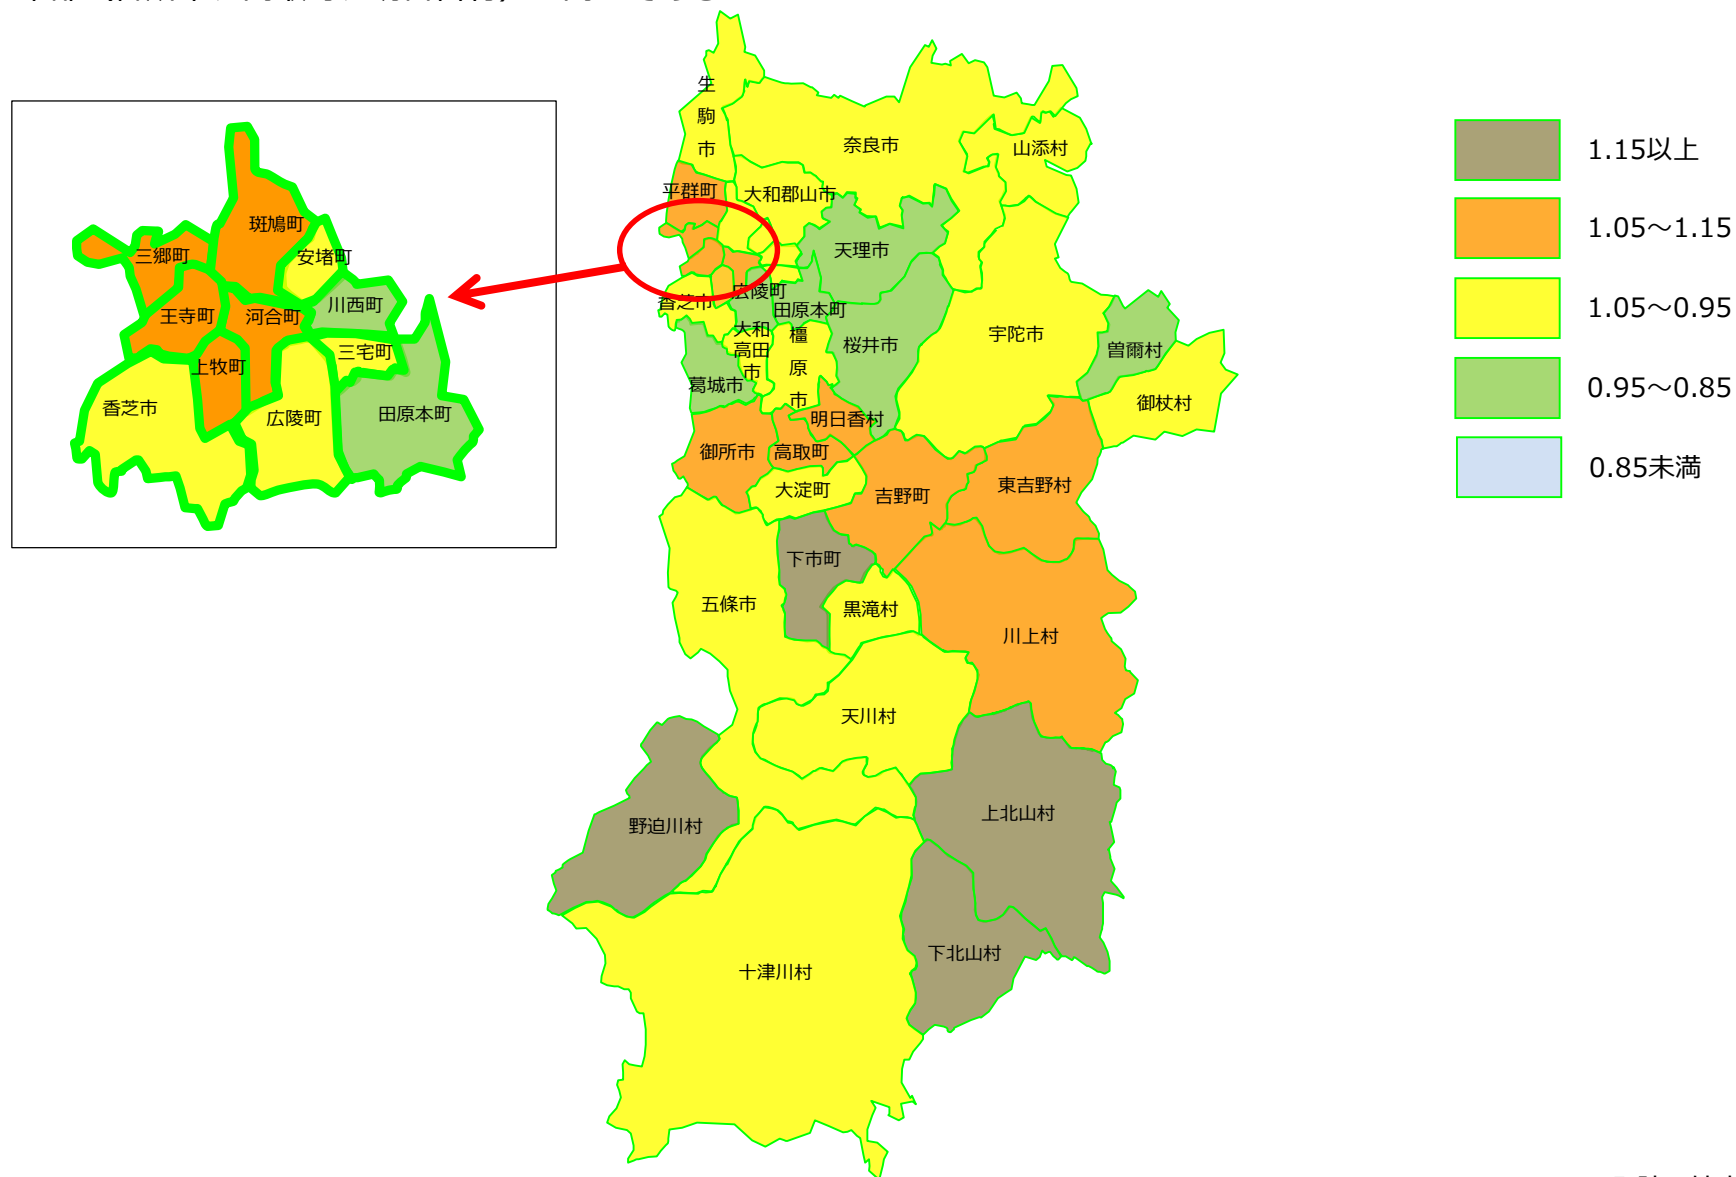 生駒市
奈良市
山添村
平群町
大和郡山市
天理市
広陵町
香芝市
田原本町
大和高田市
橿原市
桜井市
宇陀市
曽爾村
御杖村
葛城市
明日香村
御所市
高取町
大淀町
吉野町
東吉野村
下市町
五條市
黒滝村
川上村
天川村
野迫川村
上北山村
下北山村
十津川村
斑鳩町
三郷町
安堵町
川西町
王寺町
河合町
三宅町
上牧町
香芝市
広陵町
田原本町
1.15以上
1.05～1.15
1.05～0.95
0.95～0.85
0.85未満